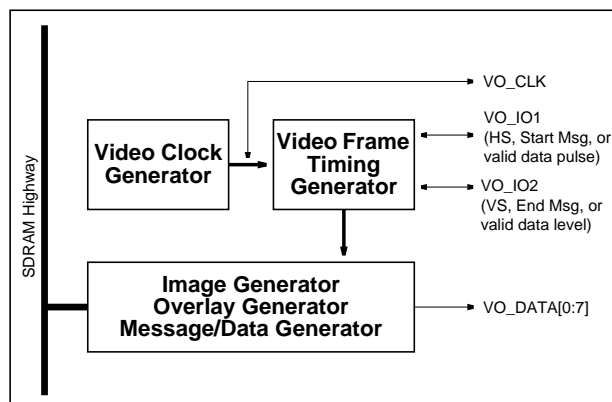 VO_CLK
VO_IO1
(HS, Start Msg, or
valid data pulse)
Video Clock
Generator
Video Frame
Timing
Generator
VO_IO2
(VS, End Msg, or
valid data level)
SDRAM Highway
Image Generator
Overlay Generator
Message/Data Generator
VO_DATA[0:7]